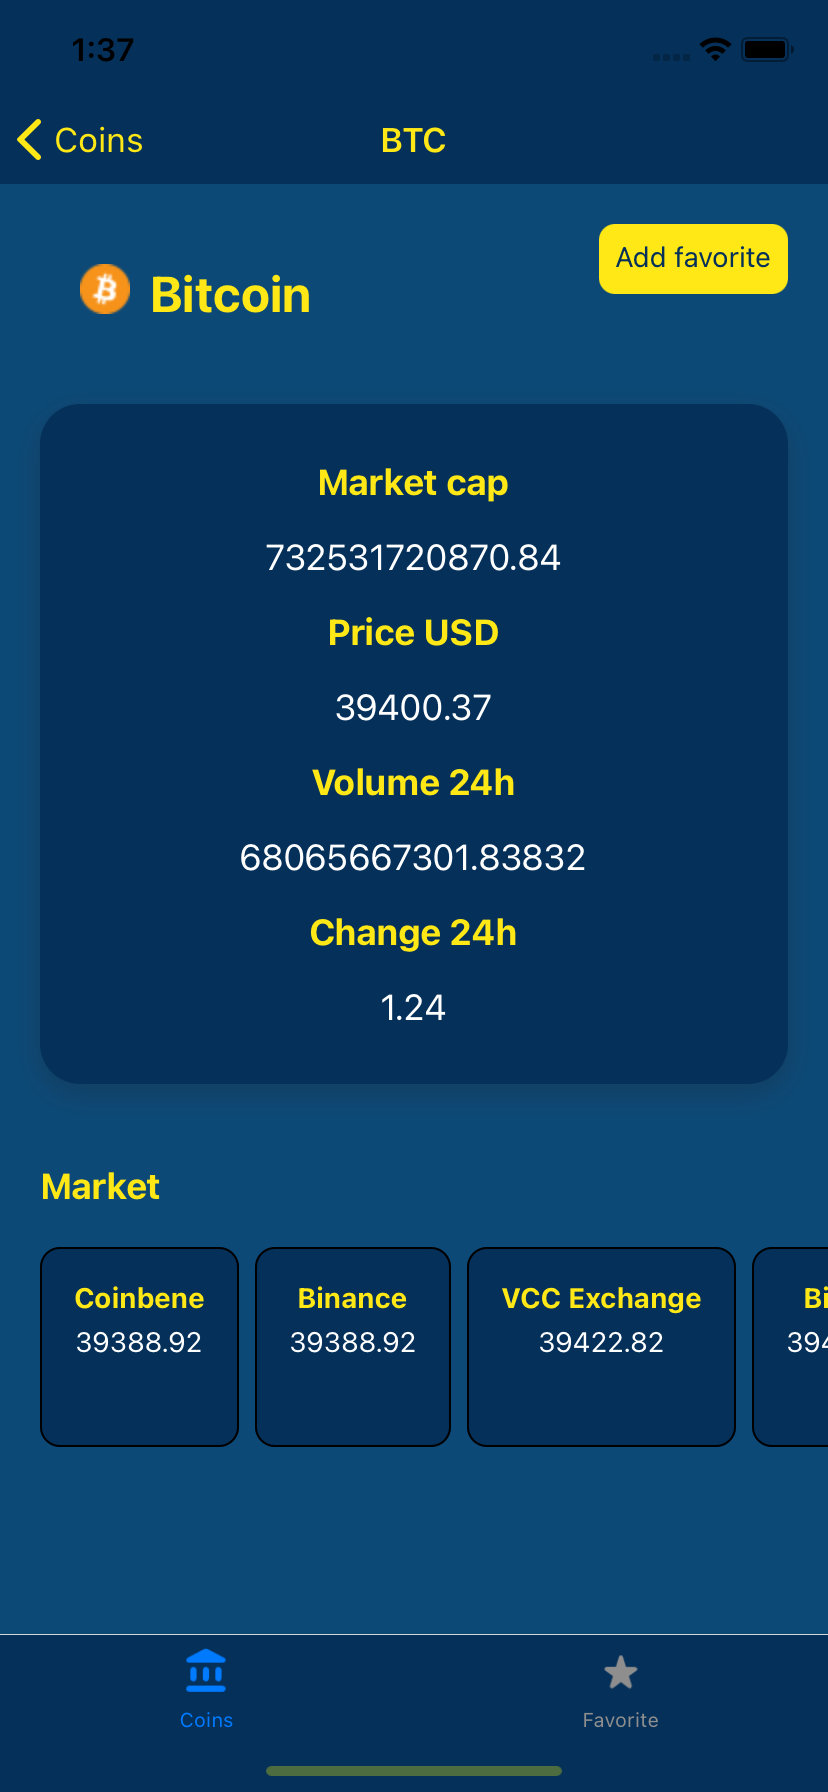 1:37
Coins
BTC
Add favorite
Bitcoin
Market cap
732531720870.84
Price USD
39400.37
Volume 24h
68065667301.83832
Change 24h
1.24
Market
Coinbene
39388.92
Binance
39388.92
VCC Exchange
39422.82
Coins
Favorite